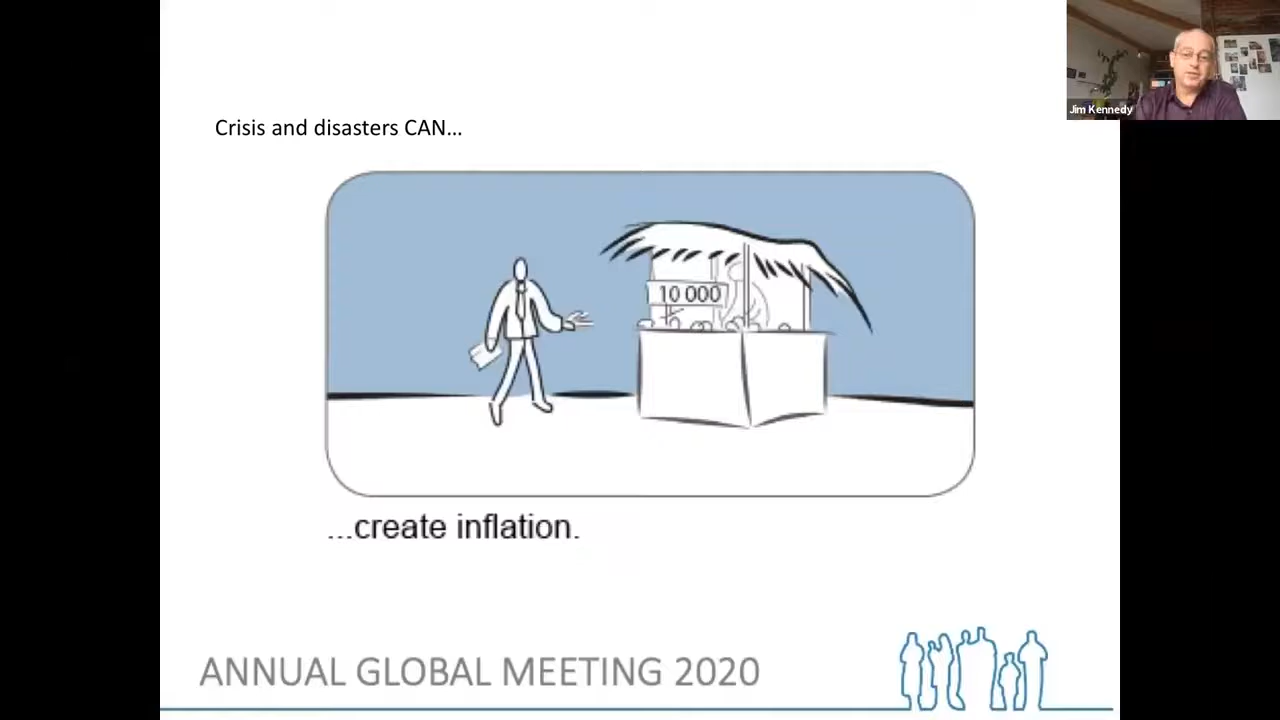 Jim Kennedy
Crisis and disasters CAN...
10 000
...create inflation.
ANNUAL GLOBAL MEETING 2020